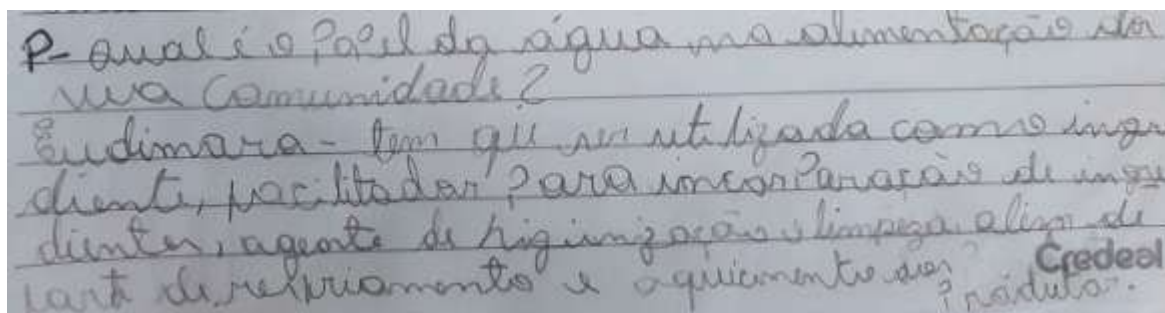 P- qual é o Papel da água na alimentação da
sua comunidade?
Eudimara - tem que ser utilizada como ingre
diente, facilitador Para incorParação de ingre
dientes, agente de higienização e limpeza, além de
de resfriamento e aquecimento dos Produtos.
Credeal